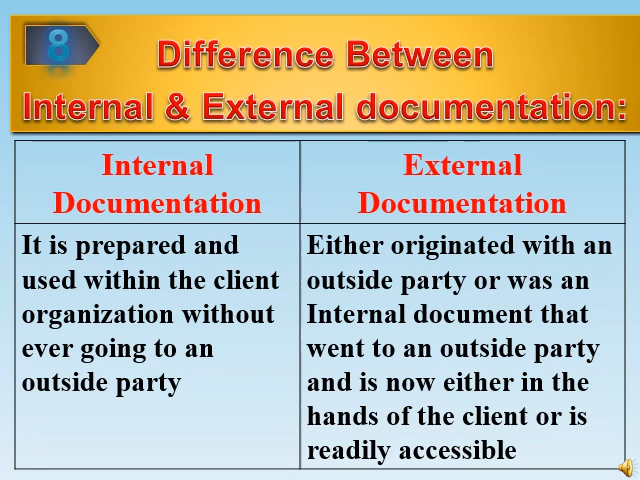 8
Difference Between
Internal & External documentation:
Internal
Documentation
External
Documentation
It is prepared and
used within the client
organization without
ever going to an
outside party
Either originated with an
outside party or was an
Internal document that
went to an outside party
and is now either in the
hands of the client or is
readily accessible